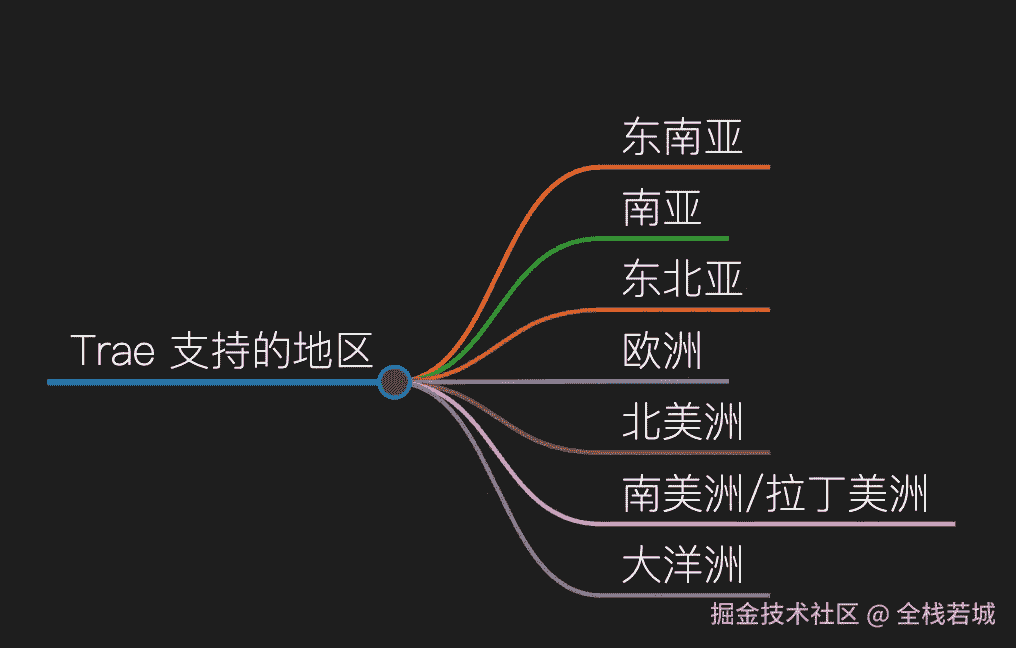 东南亚
南亚
东北亚
Trae 支持的地区
欧洲
北美洲
南美洲/拉丁美洲
大洋洲
掘金技术社区 @ 全栈若城